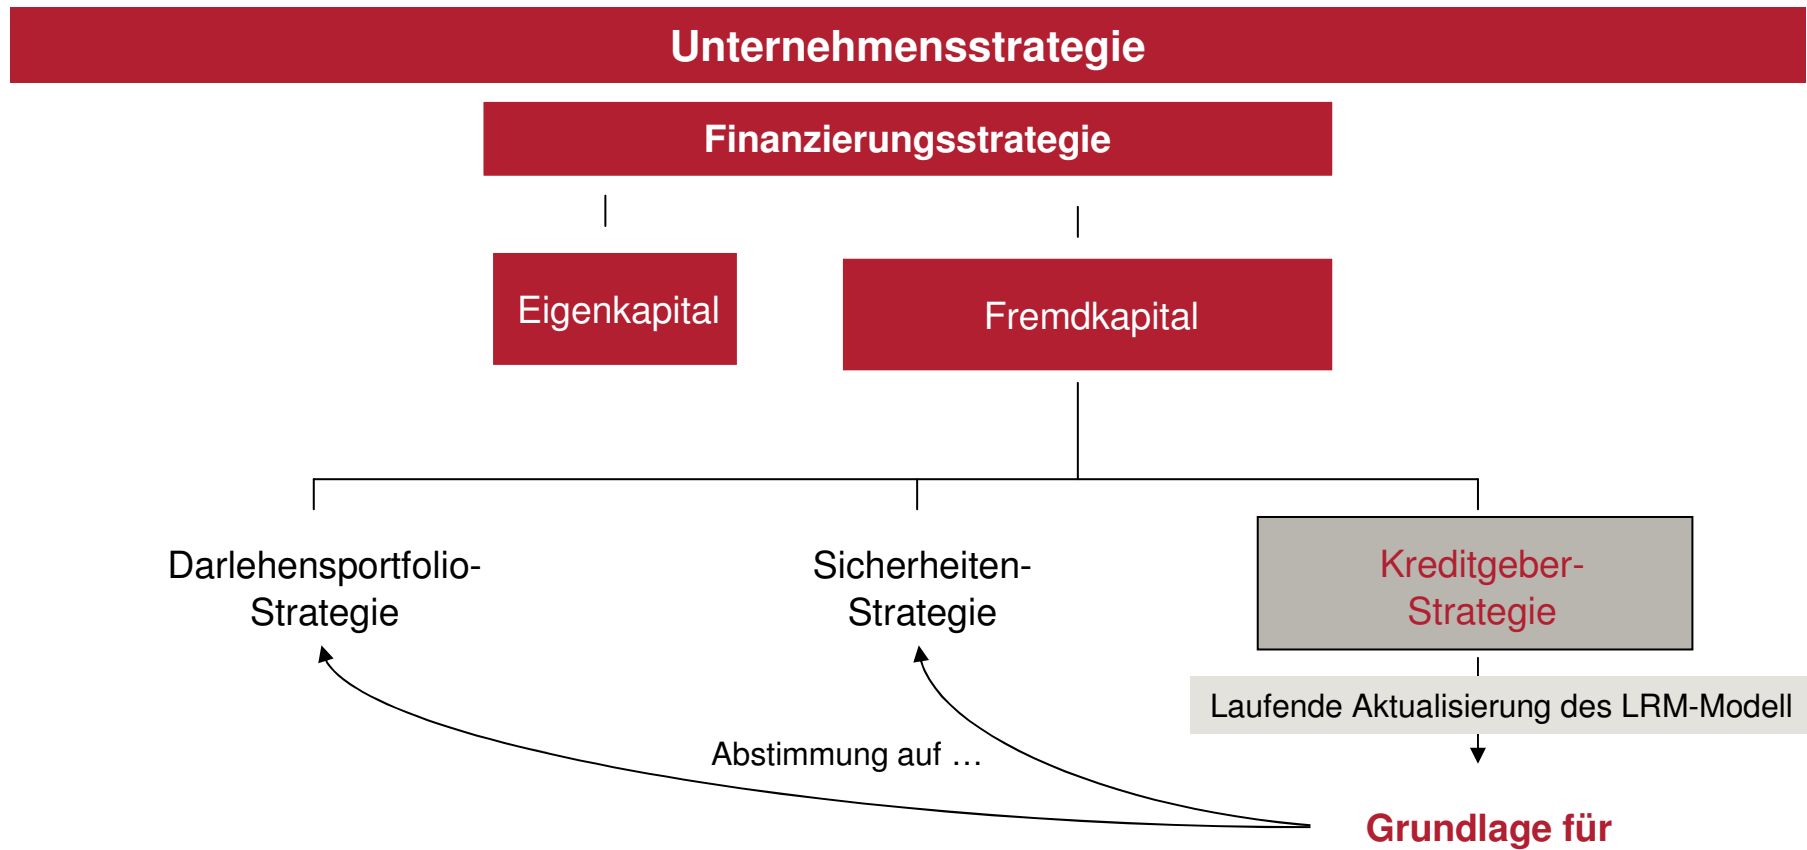 Unternehmensstrategie
Finanzierungsstrategie
Eigenkapital
Fremdkapital
Darlehensportfolio-
Strategie
Sicherheiten-
Strategie
Kreditgeber-
Strategie
Laufende Aktualisierung des LRM-Modell
Abstimmung auf …
Grundlage für